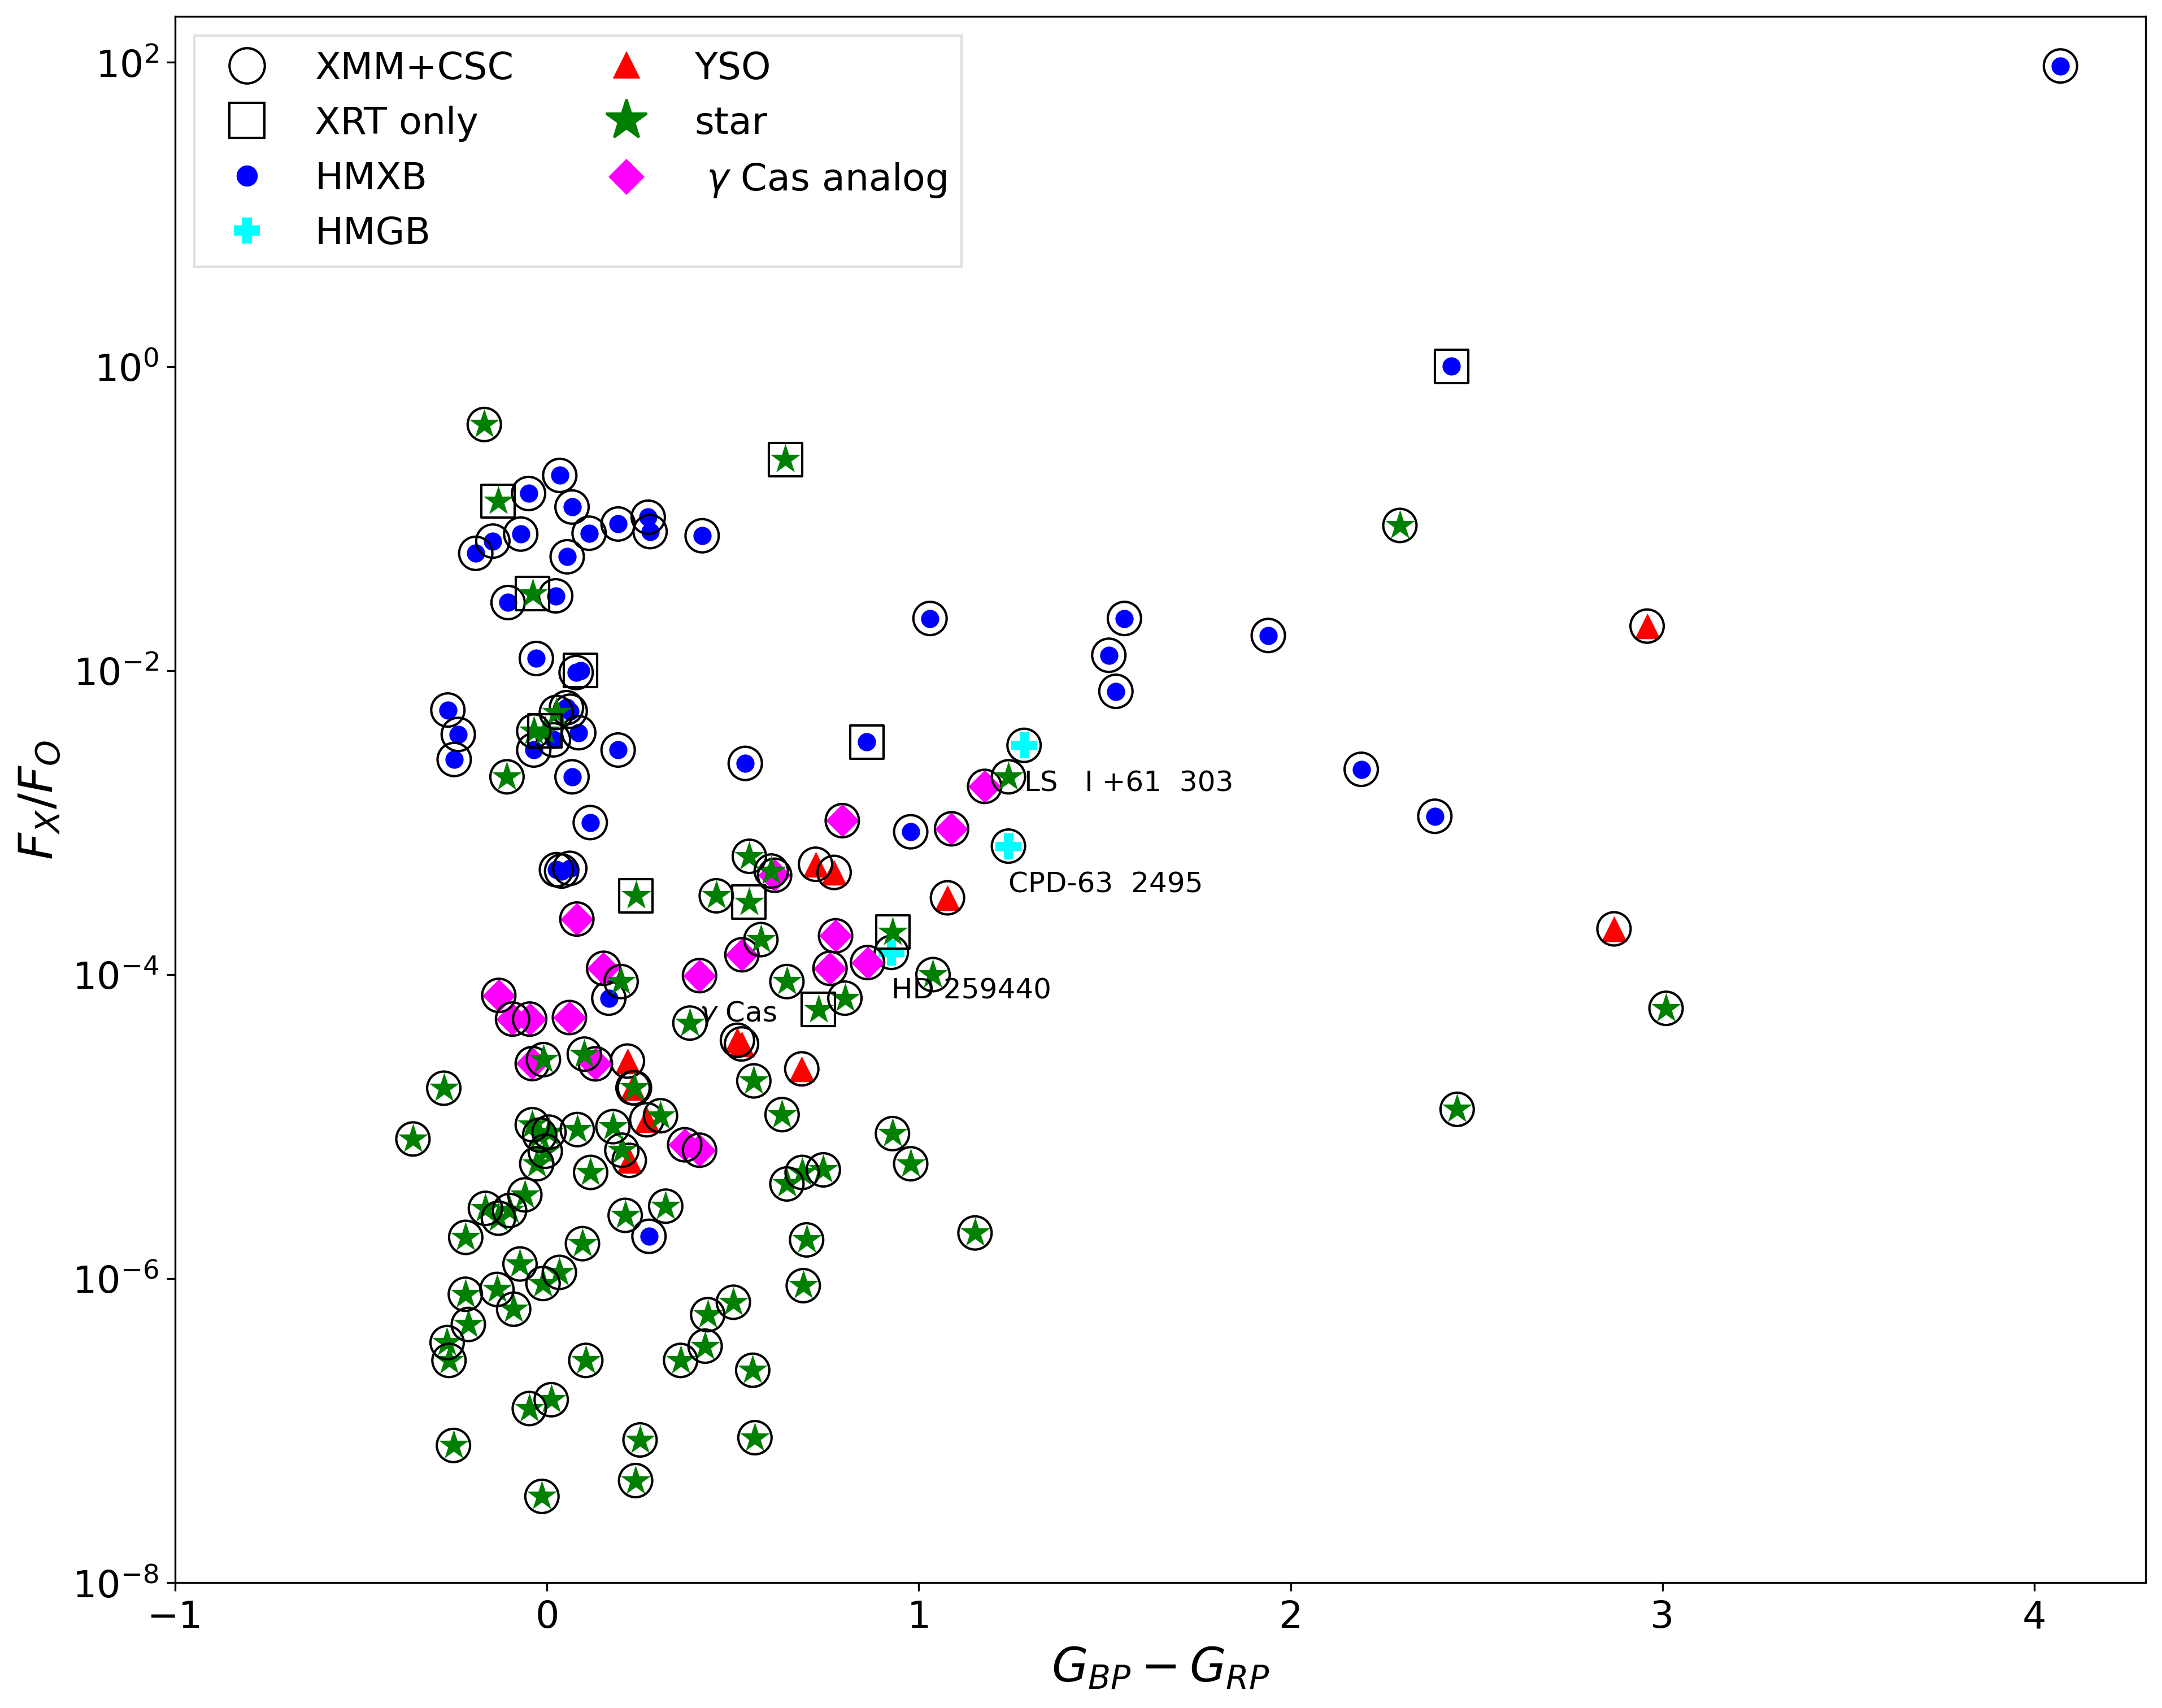 XMM+CSC
XRT only
HMXB
HMGB
YSO
star
γ Cas analog
10²
10⁰
10⁻²
10⁻⁴
10⁻⁶
10⁻⁸
F_X/F_O
LS I +61 303
CPD-63 2495
HD 259440
γ Cas
−1 0 1 2 3 4
G_BP − G_RP